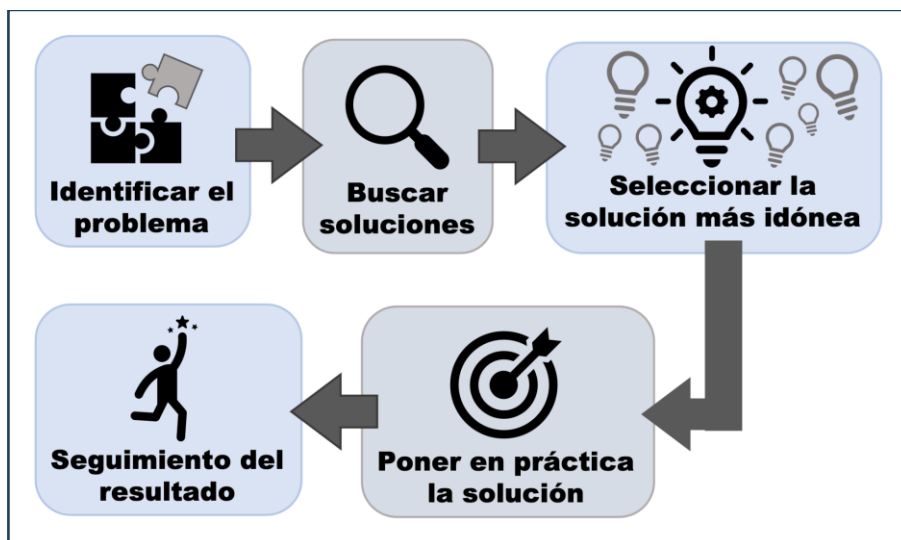 Identificar el
problema
Buscar
soluciones
Seleccionar la
solución más idónea
Poner en práctica
la solución
Seguimiento del
resultado